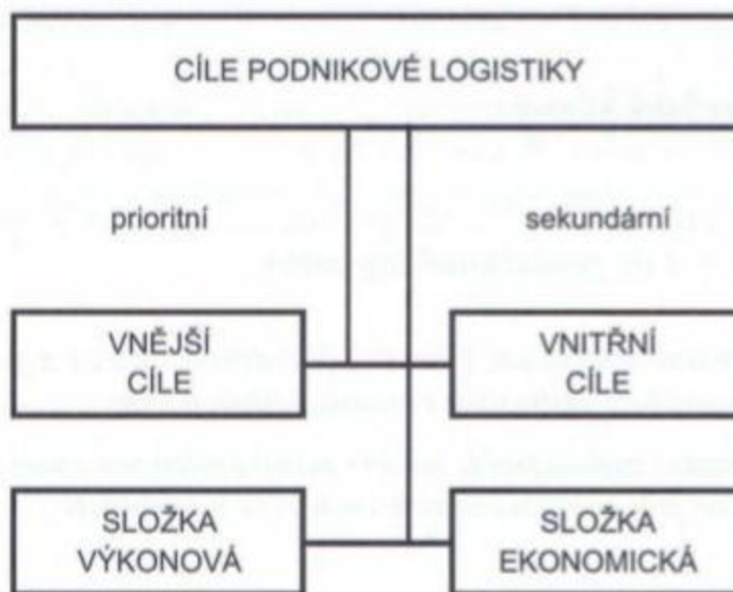 CÍLE PODNIKOVÉ LOGISTIKY
prioritní
sekundární
VNĚJŠÍ
CÍLE
VNITŘNÍ
CÍLE
SLOŽKA
VÝKONOVÁ
SLOŽKA
EKONOMICKÁ